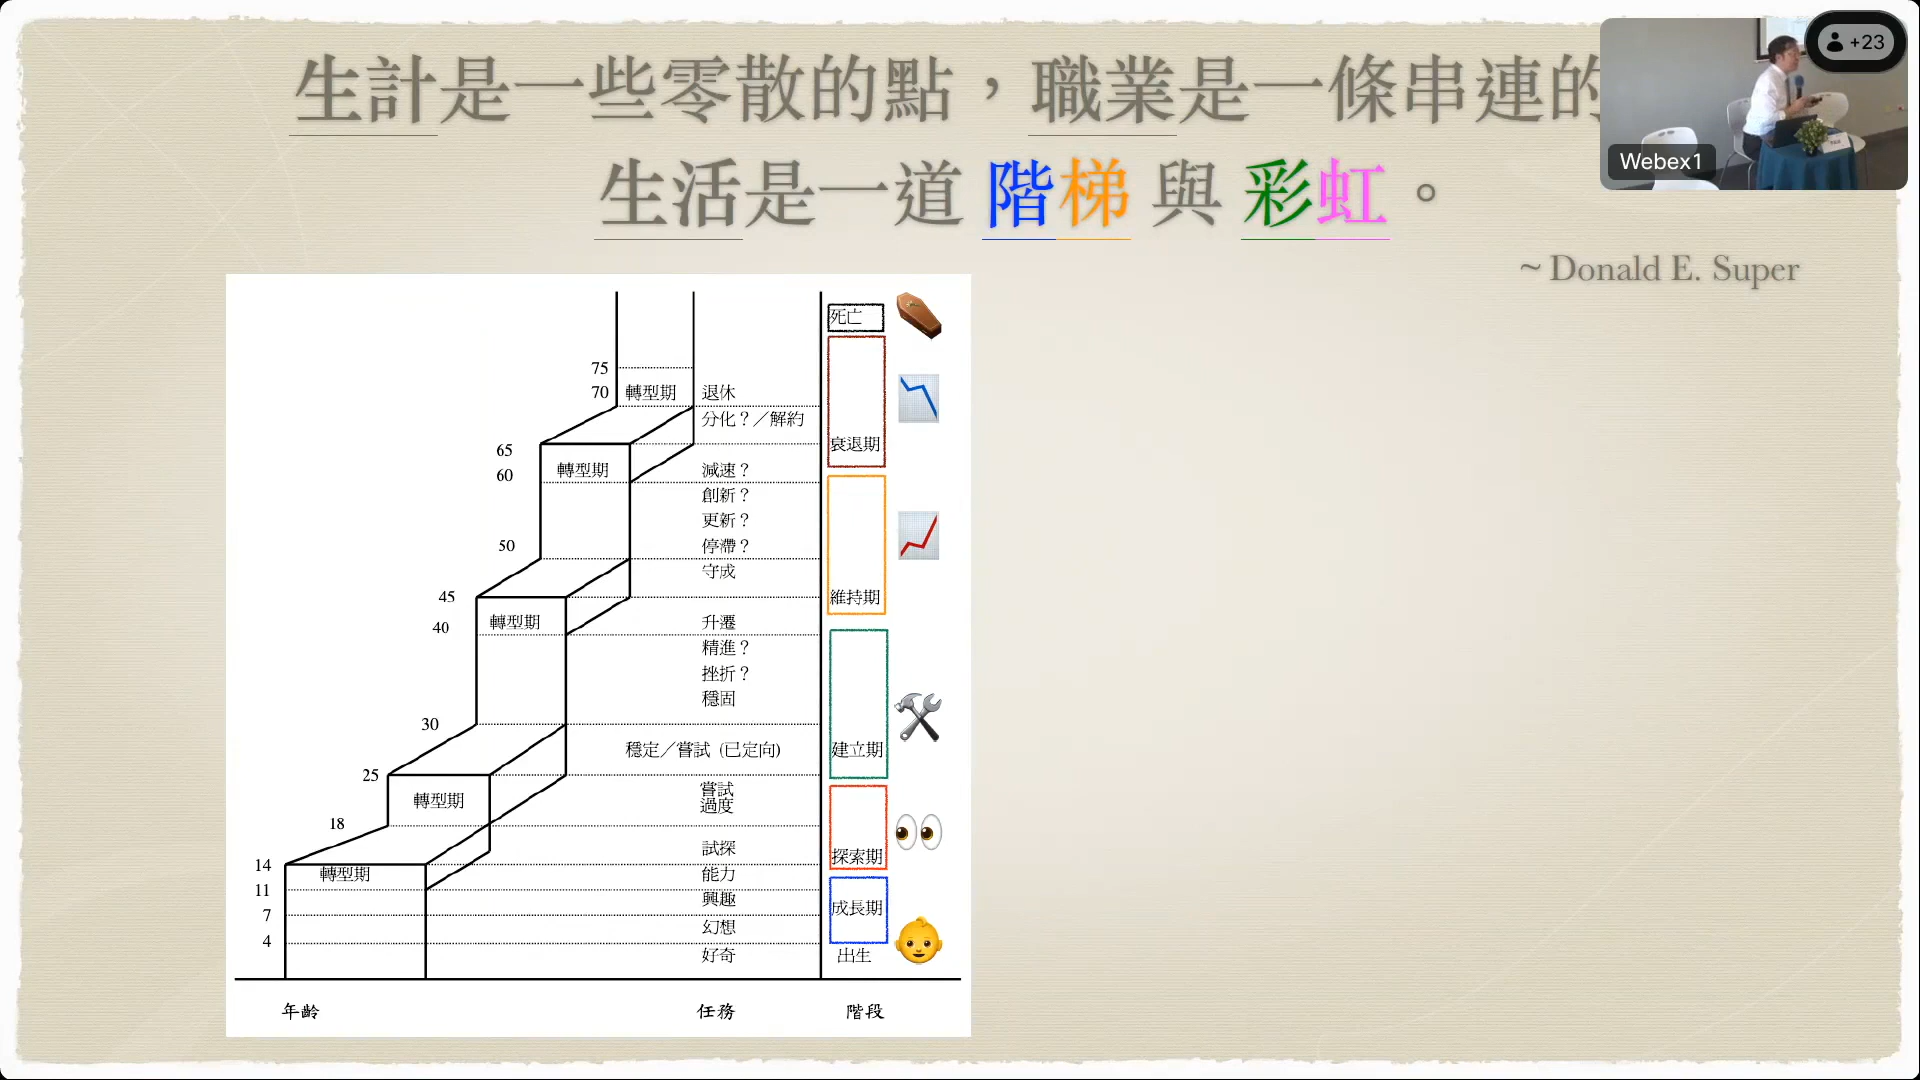 生計是一些零散的點，職業是一條串連的
生活是一道 階梯 與 彩虹 。
~ Donald E. Super
+23
Webex1
死亡
75
70 轉型期 退休
分化？／解約
65
衰退期
60 轉型期 減速？
創新？
更新？
50 停滯？
守成
45 維持期
40 轉型期 升遷
精進？
挫折？
穩固
30
穩定／嘗試 (已定向) 建立期
25
轉型期 嘗試
過度
18
試探 探索期
14
轉型期 能力
11
興趣 成長期
7
幻想
4
好奇 出生
年齡 任務 階段